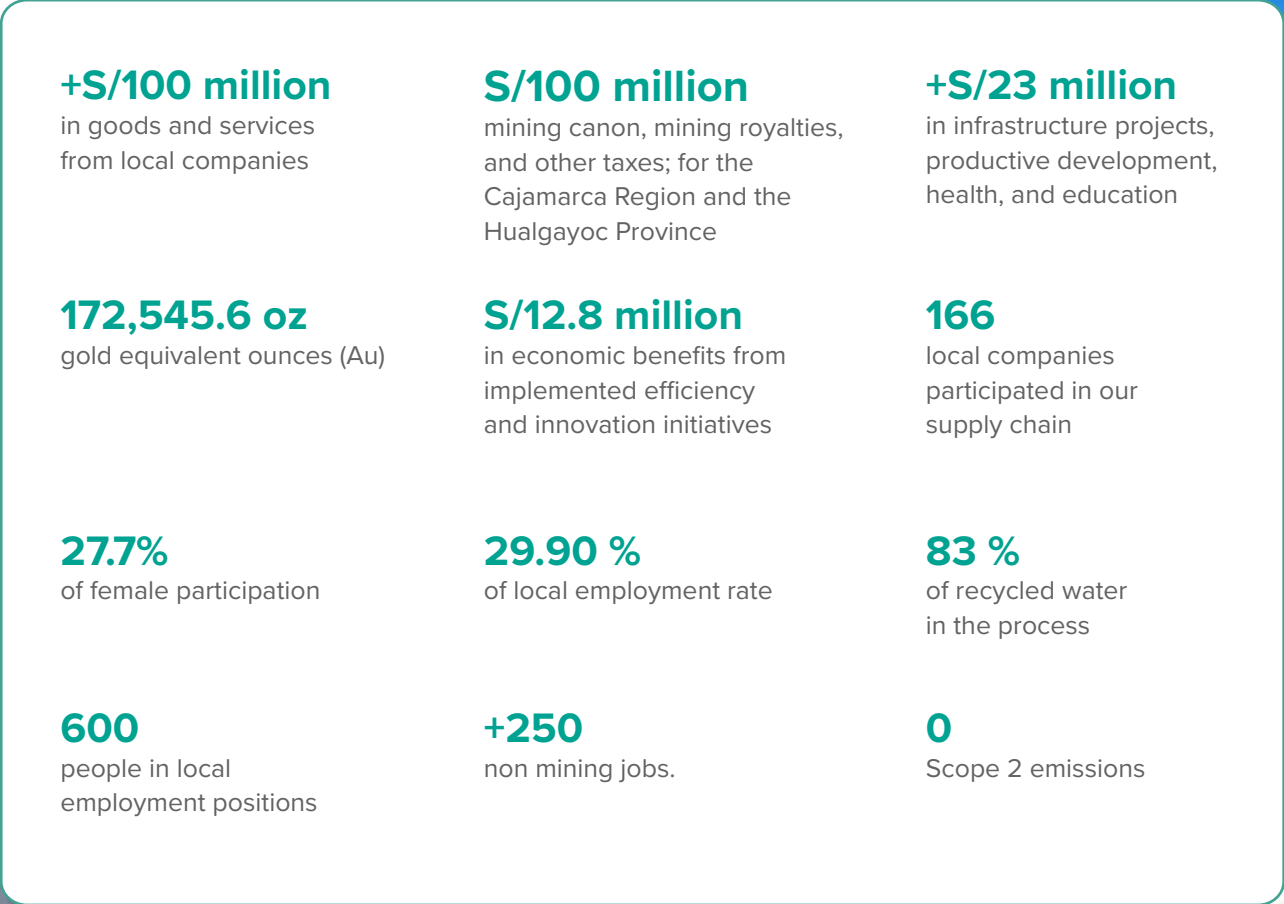 +S/100 million
in goods and services
from local companies
S/100 million
mining canon, mining royalties,
and other taxes; for the
Cajamarca Region and the
Hualgayoc Province
+S/23 million
in infrastructure projects,
productive development,
health, and education
172,545.6 oz
gold equivalent ounces (Au)
S/12.8 million
in economic benefits from
implemented efficiency
and innovation initiatives
166
local companies
participated in our
supply chain
27.7%
of female participation
29.90 %
of local employment rate
83 %
of recycled water
in the process
600
people in local
employment positions
+250
non mining jobs.
0
Scope 2 emissions